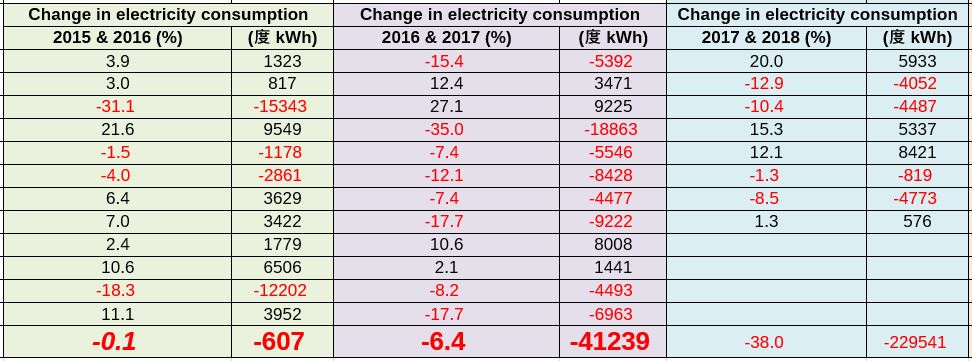 Change in electricity consumption Change in electricity consumption Change in electricity consumption
2015 & 2016 (%) (度 kWh) 2016 & 2017 (%) (度 kWh) 2017 & 2018 (%) (度 kWh)
3.9 1323 -15.4 -5392 20.0 5933
3.0 817 12.4 3471 -12.9 -4052
-31.1 -15343 27.1 9225 -10.4 -4487
21.6 9549 -35.0 -18863 15.3 5337
-1.5 -1178 -7.4 -5546 12.1 8421
-4.0 -2861 -12.1 -8428 -1.3 -819
6.4 3629 -7.4 -4477 -8.5 -4773
7.0 3422 -17.7 -9222 1.3 576
2.4 1779 10.6 8008
10.6 6506 2.1 1441
-18.3 -12202 -8.2 -4493
11.1 3952 -17.7 -6963
-0.1 -607 -6.4 -41239 -38.0 -229541